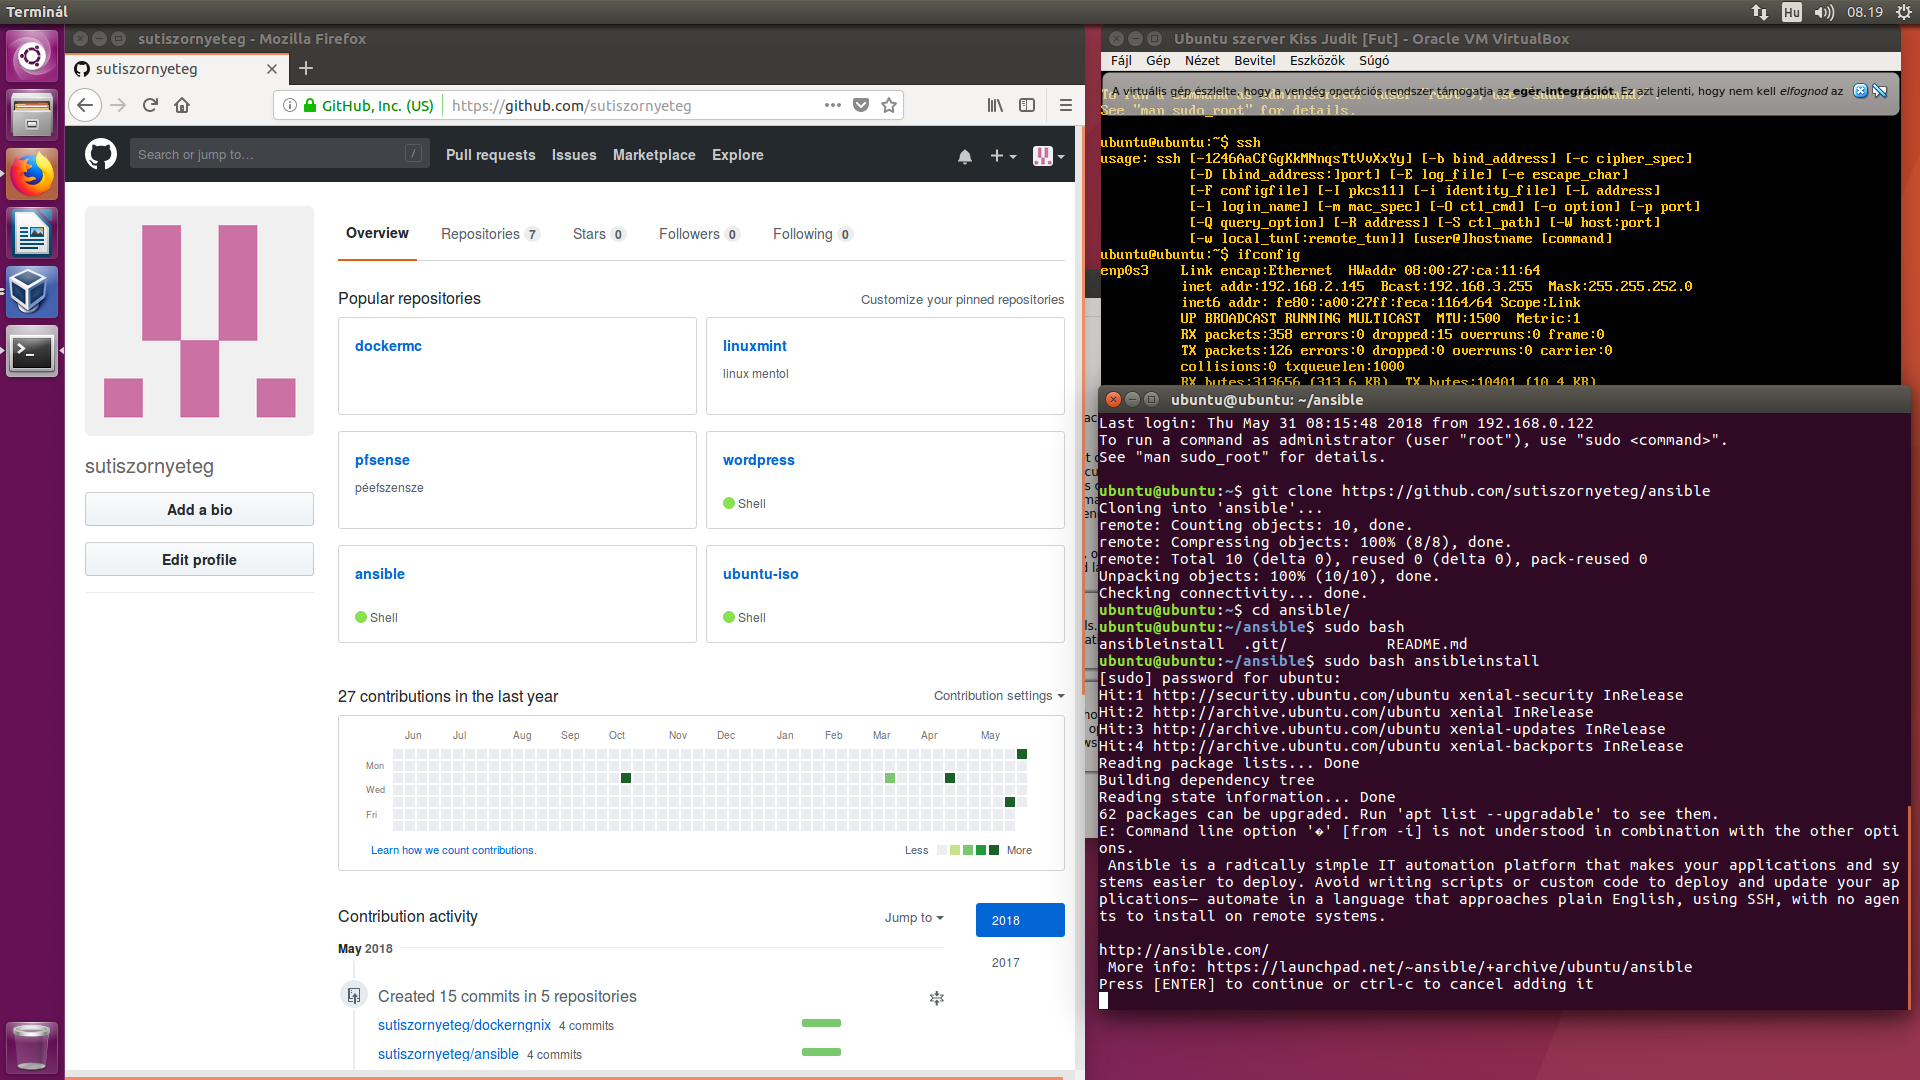 Terminál
Hu
08.19
sutiszornyeteg - Mozilla Firefox
sutiszornyeteg
GitHub, Inc. (US)
https://github.com/sutiszornyeteg
Search or jump to…
/
Pull requests
Issues
Marketplace
Explore
sutiszornyeteg
Add a bio
Edit profile
Overview
Repositories 7
Stars 0
Followers 0
Following 0
Popular repositories
Customize your pinned repositories
dockermc
linuxmint
linux mentol
pfsense
péefszensze
wordpress
Shell
ansible
Shell
ubuntu-iso
Shell
27 contributions in the last year
Contribution settings
Jun Jul Aug Sep Oct Nov Dec Jan Feb Mar Apr May
Mon
Wed
Fri
Learn how we count contributions.
Less
More
Contribution activity
Jump to
2018
2017
May 2018
Created 15 commits in 5 repositories
sutiszornyeteg/dockerngnix 4 commits
sutiszornyeteg/ansible 4 commits
Ubuntu szerver Kiss Judit [Fut] - Oracle VM VirtualBox
Fájl Gép Nézet Bevitel Eszközök Súgó
A virtuális gép észlelte, hogy a vendég operációs rendszer támogatja az egér-integrációt. Ez azt jelenti, hogy nem kell elfognod az
See "man sudo_root" for details.
ubuntu@ubuntu:~$ ssh
usage: ssh [-1246AaCfGgKkMNnqsTtVvXxYy] [-b bind_address] [-c cipher_spec]
[-D [bind_address:]port] [-E log_file] [-e escape_char]
[-F configfile] [-I pkcs11] [-i identity_file] [-L address]
[-l login_name] [-m mac_spec] [-O ctl_cmd] [-o option] [-p port]
[-Q query_option] [-R address] [-S ctl_path] [-W host:port]
[-w local_tun[:remote_tun]] [user@]hostname [command]
ubuntu@ubuntu:~$ ifconfig
enp0s3 Link encap:Ethernet HWaddr 08:00:27:ca:11:64
inet addr:192.168.2.145 Bcast:192.168.3.255 Mask:255.255.252.0
inet6 addr: fe80::a00:27ff:feca:1164/64 Scope:Link
UP BROADCAST RUNNING MULTICAST MTU:1500 Metric:1
RX packets:358 errors:0 dropped:15 overruns:0 frame:0
TX packets:126 errors:0 dropped:0 overruns:0 carrier:0
collisions:0 txqueuelen:1000
RX bytes:313656 (313.6 KB) TX bytes:10401 (10.4 KB)
ubuntu@ubuntu: ~/ansible
Last login: Thu May 31 08:15:48 2018 from 192.168.0.122
To run a command as administrator (user "root"), use "sudo <command>".
See "man sudo_root" for details.
ubuntu@ubuntu:~$ git clone https://github.com/sutiszornyeteg/ansible
Cloning into 'ansible'...
remote: Counting objects: 10, done.
remote: Compressing objects: 100% (8/8), done.
remote: Total 10 (delta 0), reused 0 (delta 0), pack-reused 0
Unpacking objects: 100% (10/10), done.
Checking connectivity... done.
ubuntu@ubuntu:~$ cd ansible/
ubuntu@ubuntu:~/ansible$ sudo bash
ansibleinstall .git/ README.md
ubuntu@ubuntu:~/ansible$ sudo bash ansibleinstall
[sudo] password for ubuntu:
Hit:1 http://security.ubuntu.com/ubuntu xenial-security InRelease
Hit:2 http://archive.ubuntu.com/ubuntu xenial InRelease
Hit:3 http://archive.ubuntu.com/ubuntu xenial-updates InRelease
Hit:4 http://archive.ubuntu.com/ubuntu xenial-backports InRelease
Reading package lists... Done
Building dependency tree
Reading state information... Done
62 packages can be upgraded. Run 'apt list --upgradable' to see them.
E: Command line option '�' [from -í] is not understood in combination with the other opti
ons.
Ansible is a radically simple IT automation platform that makes your applications and sy
stems easier to deploy. Avoid writing scripts or custom code to deploy and update your ap
plications— automate in a language that approaches plain English, using SSH, with no agen
ts to install on remote systems.
http://ansible.com/
More info: https://launchpad.net/~ansible/+archive/ubuntu/ansible
Press [ENTER] to continue or ctrl-c to cancel adding it